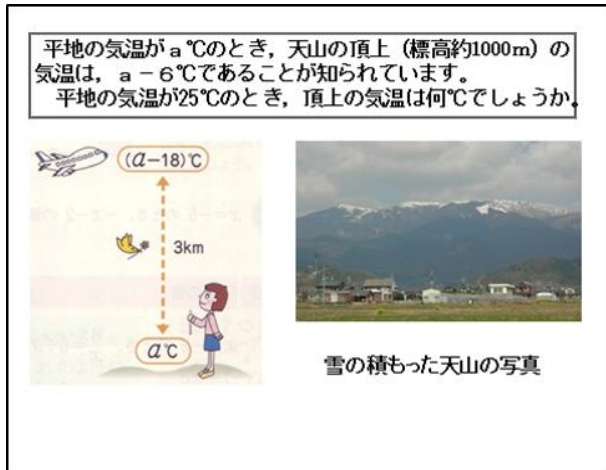 平地の気温がa℃のとき，天山の頂上（標高約1000m）の
気温は，a－6℃であることが知られています。
平地の気温が25℃のとき，頂上の気温は何℃でしょうか。
(a−18)℃
3km
a℃
雪の積もった天山の写真